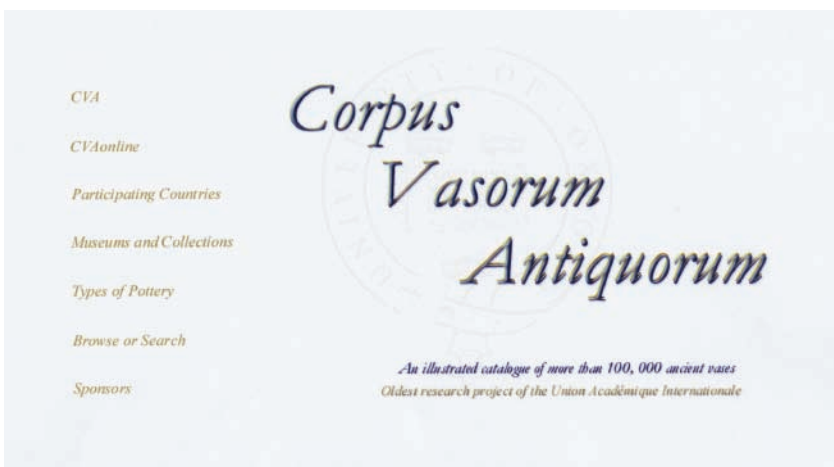 CVA
CVAonline
Participating Countries
Museums and Collections
Types of Pottery
Browse or Search
Sponsors
Corpus
Vasorum
Antiquorum
An illustrated catalogue of more than 100, 000 ancient vases
Oldest research project of the Union Académique Internationale